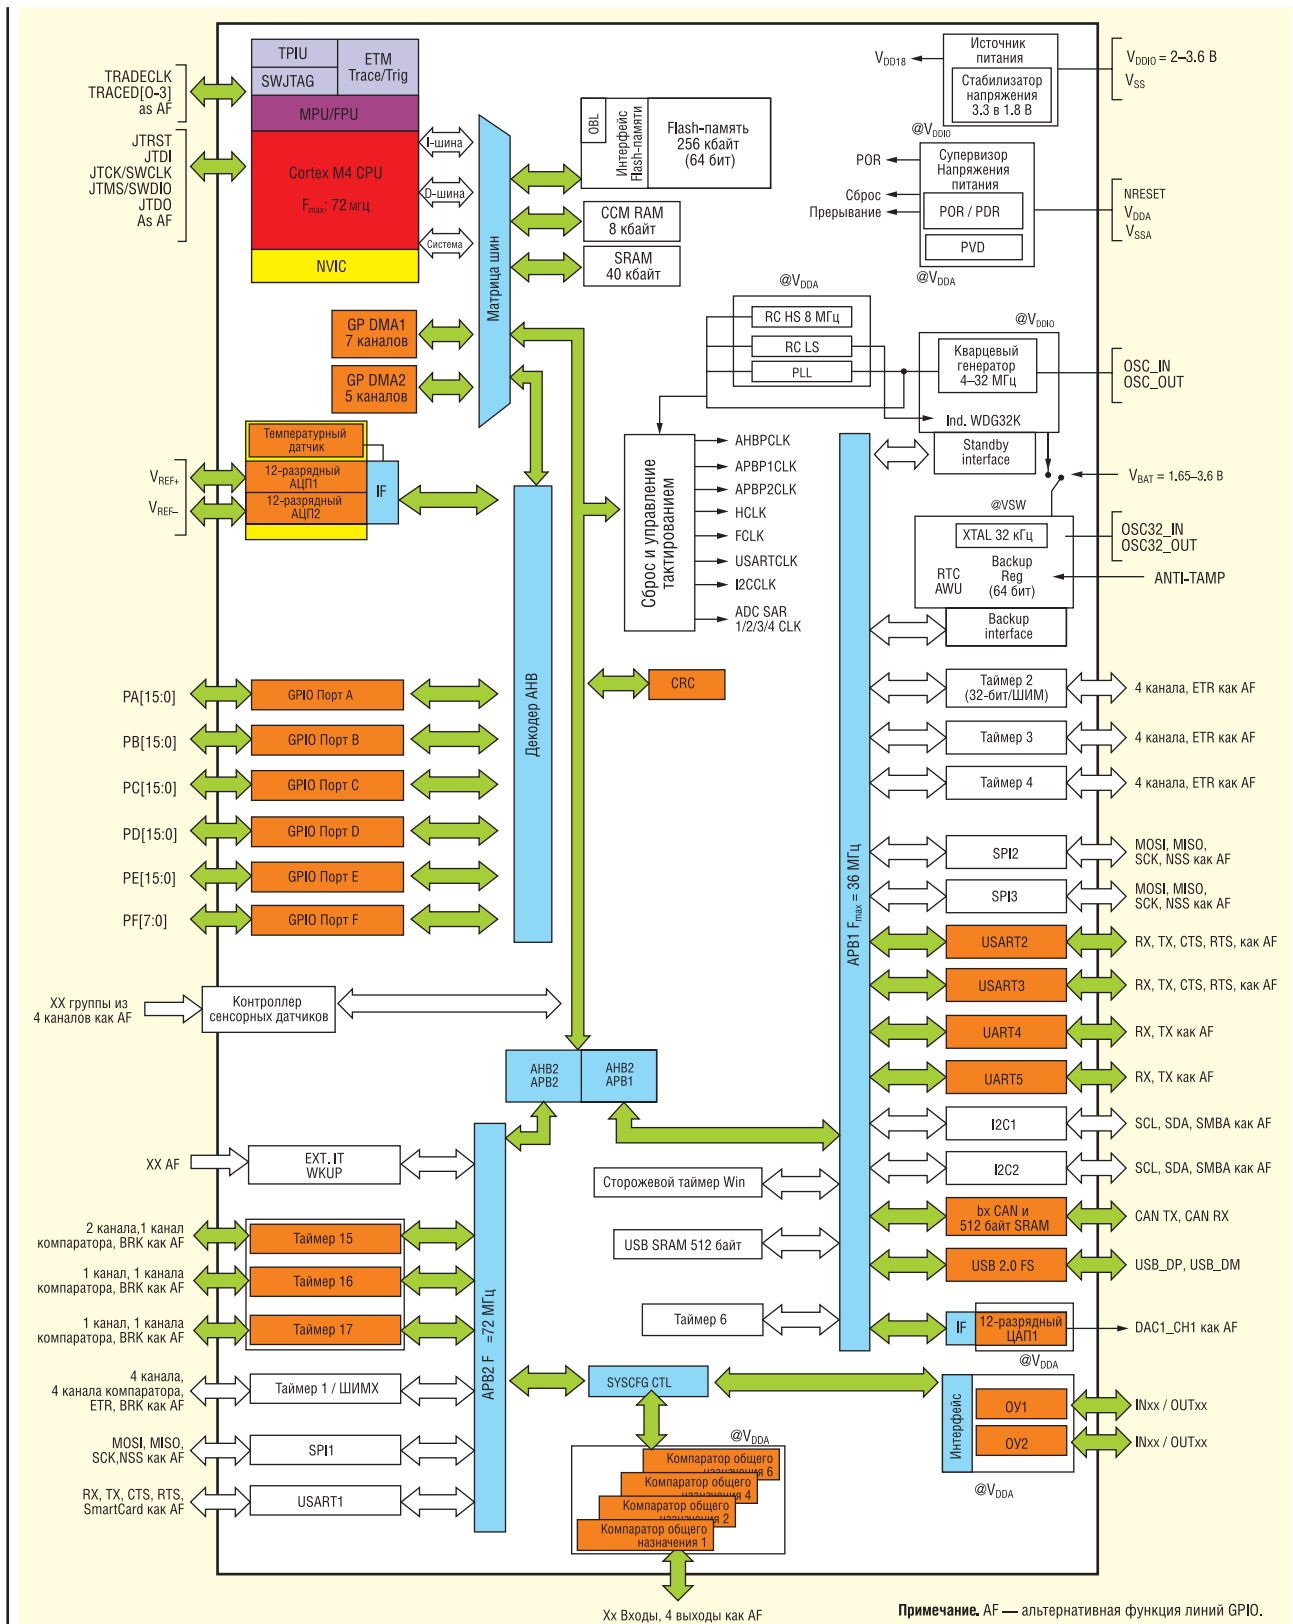 TPIU
SWJTAG
ETM
Trace/Trig
MPU/FPU
Cortex M4 CPU
Fmax: 72 мгц
NVIC
TRADECLK
TRACED[0-3]
as AF
JTRST
JTDI
JTCK/SWCLK
JTMS/SWDIO
JTDO
As AF
I-шина
D-шина
Система
Матрица шин
OBL
Интерфейс
Flash-памяти
Flash-память
256 кбайт
(64 бит)
CCM RAM
8 кбайт
SRAM
40 кбайт
VDD18
Источник
питания
Стабилизатор
напряжения
3.3 в 1.8 В
VDDIO = 2–3.6 В
VSS
@VDDIO
POR
Сброс
Прерывание
Супервизор
Напряжения
питания
POR / PDR
PVD
@VDDA
NRESET
VDDA
VSSA
GP DMA1
7 каналов
GP DMA2
5 каналов
@VDDA
RC HS 8 МГц
RC LS
PLL
@VDDIO
Кварцевый
генератор
4–32 МГц
Ind. WDG32K
Standby
interface
OSC_IN
OSC_OUT
VBAT = 1.65–3.6 В
@VSW
XTAL 32 кГц
RTC
AWU
Backup
Reg
(64 бит)
Backup
interface
OSC32_IN
OSC32_OUT
ANTI-TAMP
Температурный
датчик
12-разрядный
АЦП1
12-разрядный
АЦП2
IF
VREF+
VREF–
Сброс и управление
тактированием
AHBPCLK
APBP1CLK
APBP2CLK
HCLK
FCLK
USARTCLK
I2CCLK
ADC SAR
1/2/3/4 CLK
Декодер AHB
CRC
PA[15:0]
GPIO Порт A
PB[15:0]
GPIO Порт B
PC[15:0]
GPIO Порт C
PD[15:0]
GPIO Порт D
PE[15:0]
GPIO Порт E
PF[7:0]
GPIO Порт F
XX группы из
4 каналов как AF
Контроллер
сенсорных датчиков
AHB2
APB2
AHB2
APB1
APB1 Fmax = 36 МГц
Таймер 2
(32-бит/ШИМ)
4 канала, ETR как AF
Таймер 3
4 канала, ETR как AF
Таймер 4
4 канала, ETR как AF
SPI2
MOSI, MISO,
SCK, NSS как AF
SPI3
MOSI, MISO,
SCK, NSS как AF
USART2
RX, TX, CTS, RTS, как AF
USART3
RX, TX, CTS, RTS, как AF
UART4
RX, TX как AF
UART5
RX, TX как AF
I2C1
SCL, SDA, SMBA как AF
I2C2
SCL, SDA, SMBA как AF
bx CAN и
512 байт SRAM
CAN TX, CAN RX
USB 2.0 FS
USB_DP, USB_DM
IF
12-разрядный
ЦАП1
DAC1_CH1 как AF
@VDDA
Сторожевой таймер Win
USB SRAM 512 байт
Таймер 6
XX AF
EXT. IT
WKUP
2 канала,1 канал
компаратора, BRK как AF
Таймер 15
1 канал, 1 канала
компаратора, BRK как AF
Таймер 16
1 канал, 1 канала
компаратора, BRK как AF
Таймер 17
4 канала,
4 канала компаратора,
ETR, BRK как AF
Таймер 1 / ШИМX
MOSI, MISO,
SCK,NSS как AF
SPI1
RX, TX, CTS, RTS,
SmartCard как AF
USART1
APB2 F =72 МГц
SYSCFG CTL
@VDDA
Компаратор общего
назначения 6
Компаратор общего
назначения 4
Компаратор общего
назначения 2
Компаратор общего
назначения 1
Xx Входы, 4 выходы как AF
Интерфейс
ОУ1
ОУ2
INxx / OUTxx
INxx / OUTxx
@VDDA
Примечание. AF — альтернативная функция линий GPIO.